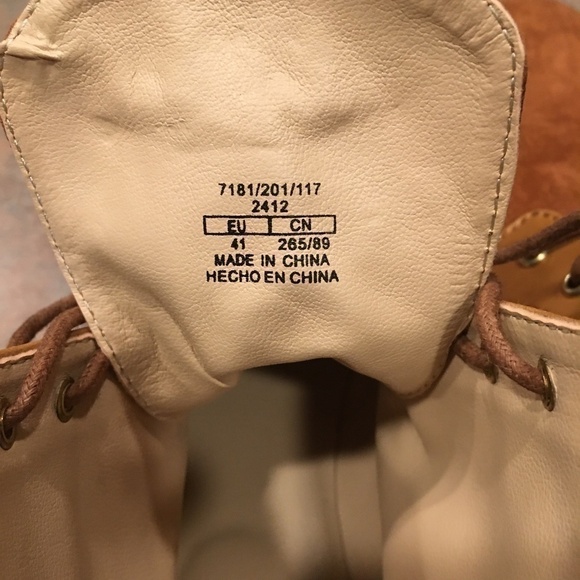 7181/201/117
2412
EU CN
41 265/89
MADE IN CHINA
HECHO EN CHINA